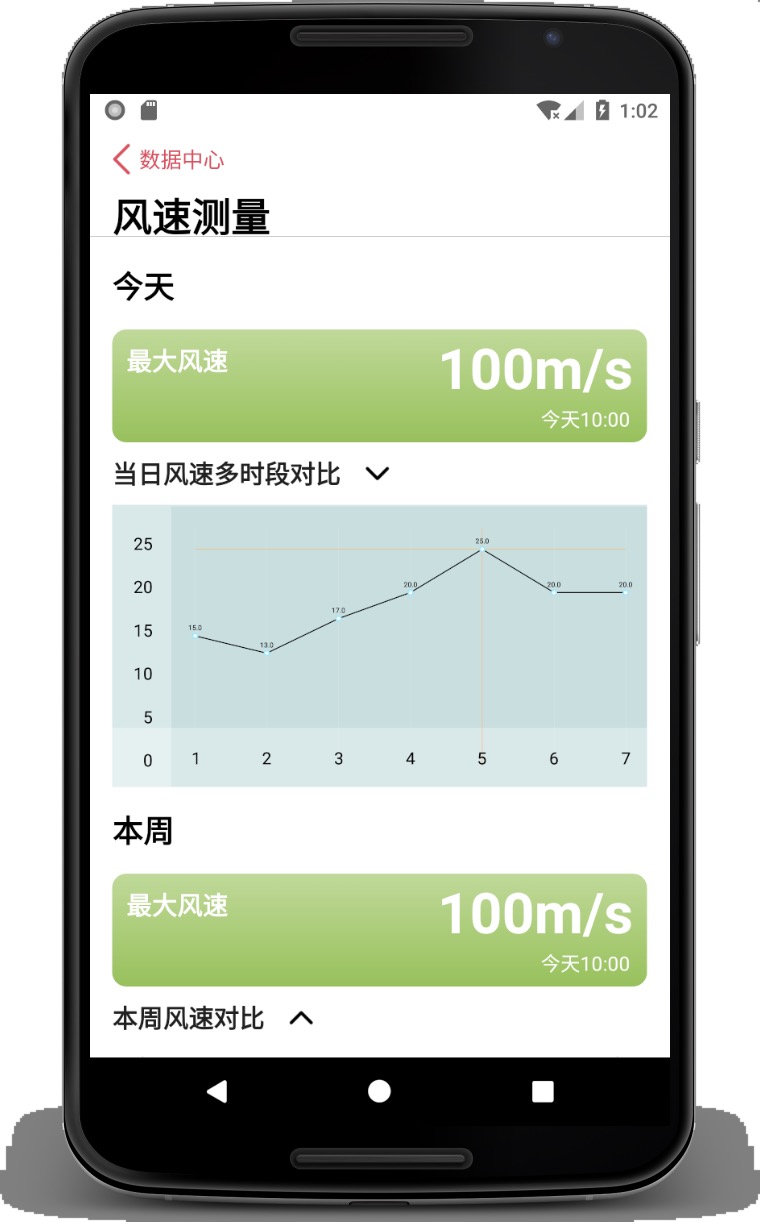 1:02
数据中心
风速测量
今天
最大风速
100m/s
今天10:00
当日风速多时段对比
25
20
15
10
5
0
15.0
13.0
17.0
20.0
25.0
20.0
20.0
1 2 3 4 5 6 7
本周
最大风速
100m/s
今天10:00
本周风速对比